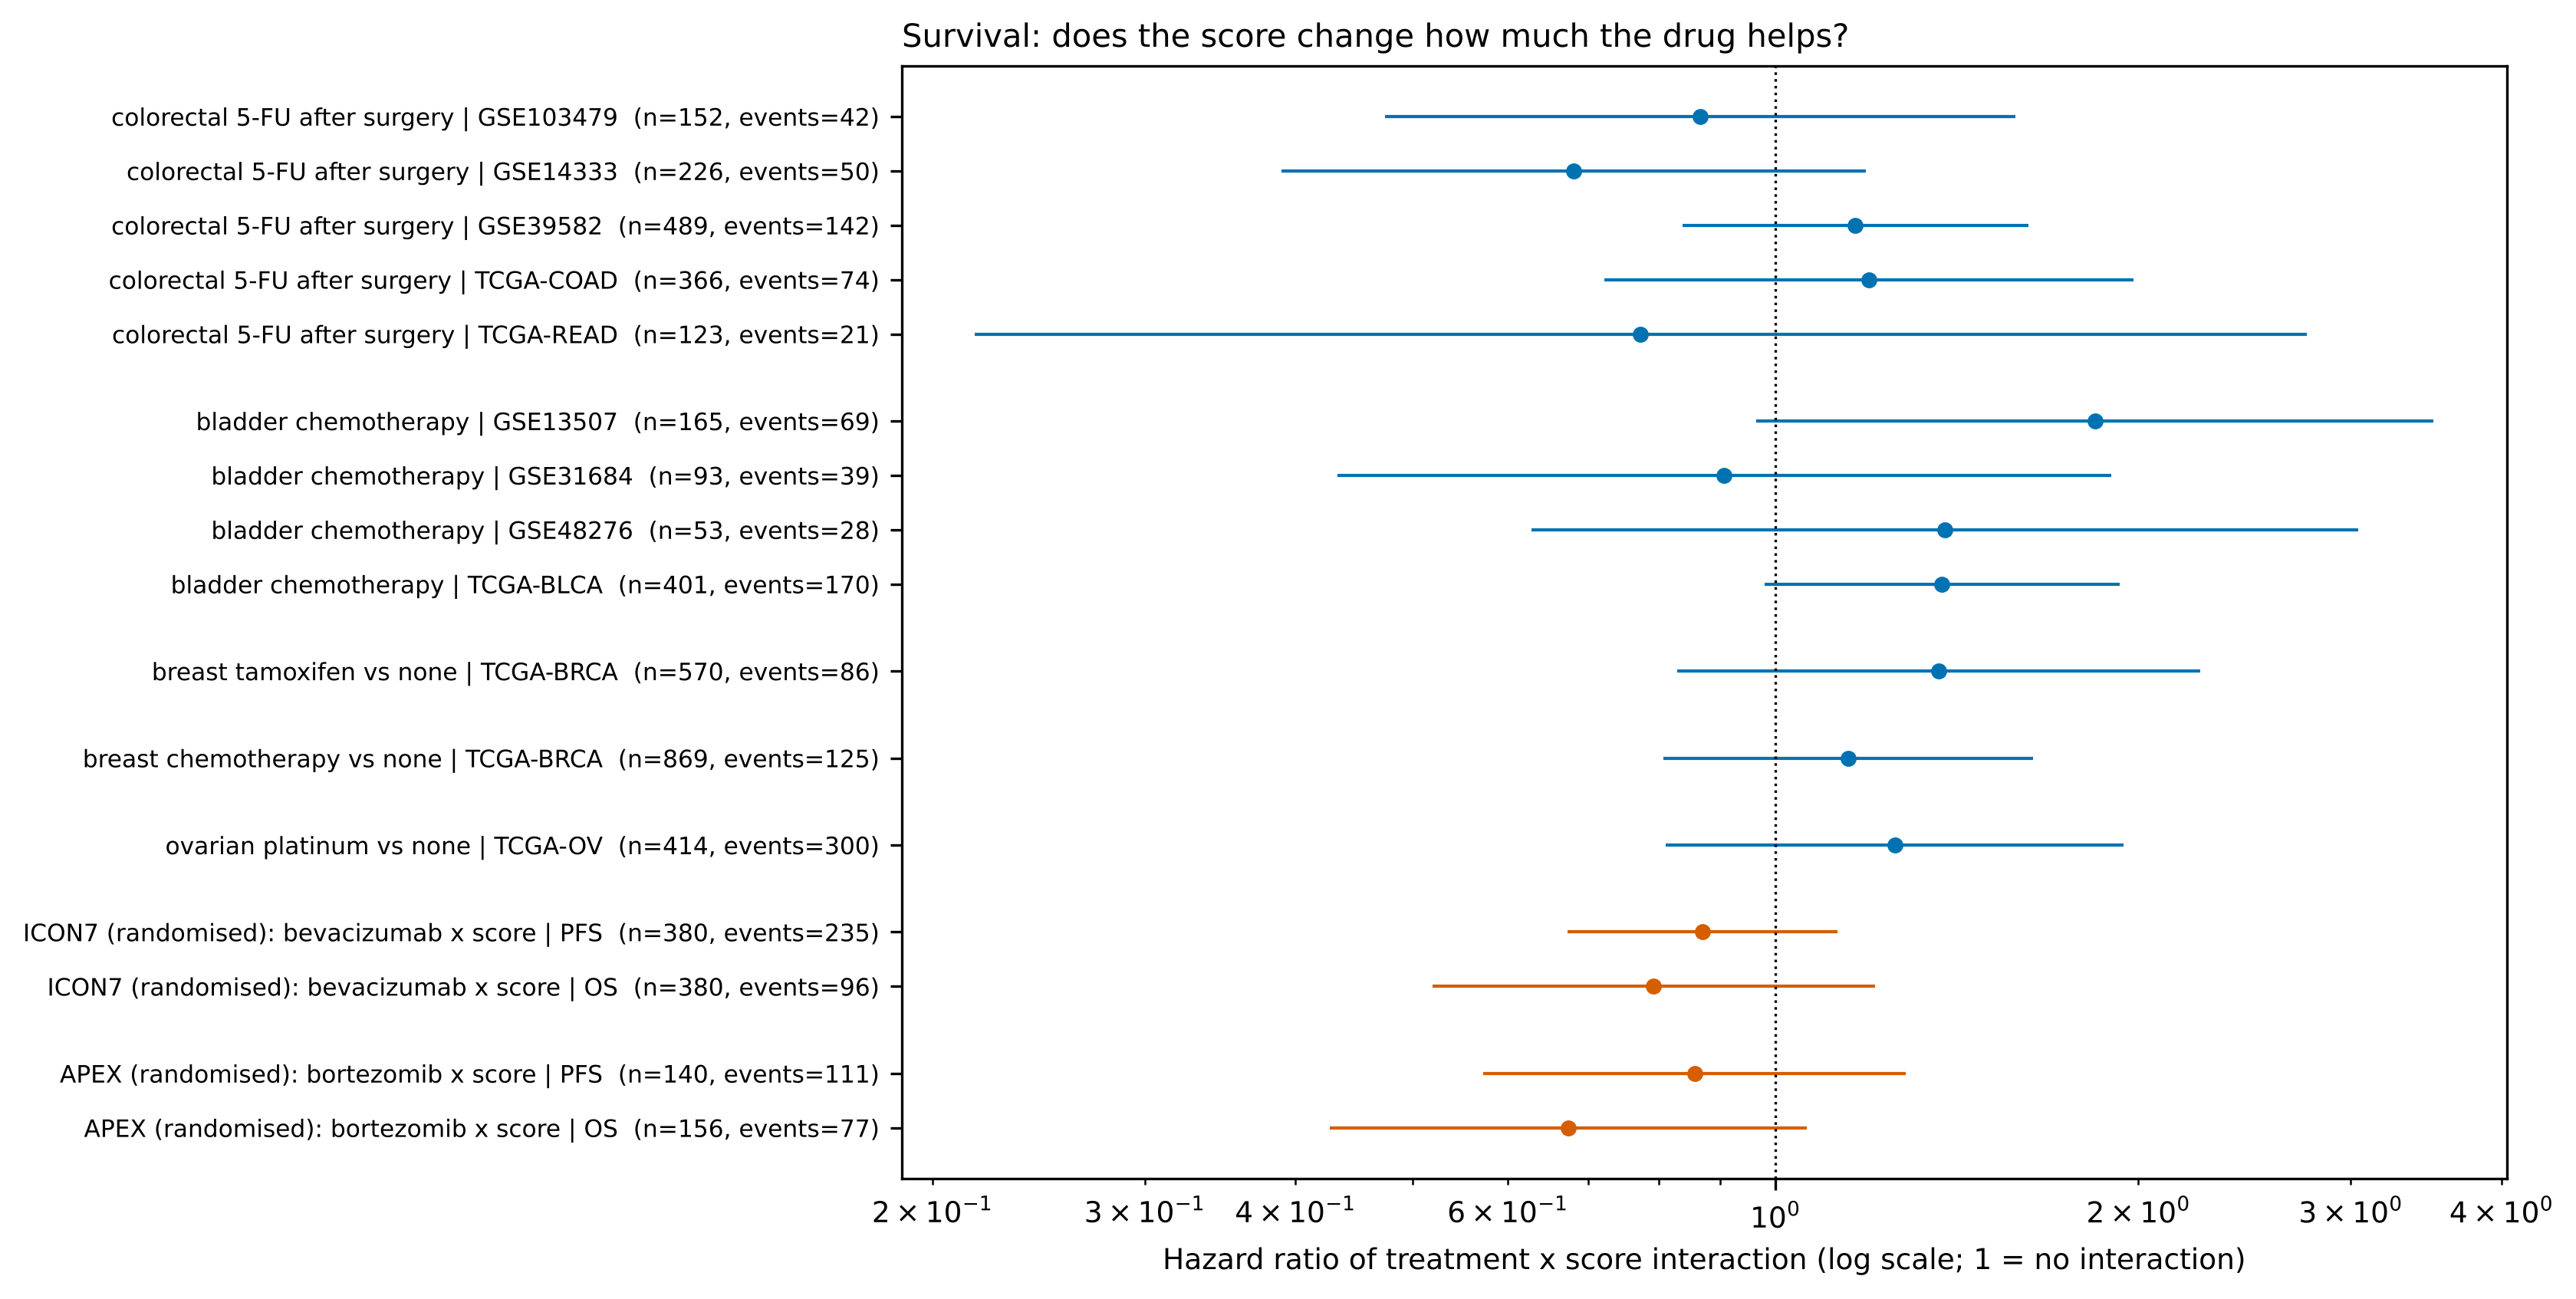 Survival: does the score change how much the drug helps?
colorectal 5-FU after surgery | GSE103479  (n=152, events=42)
colorectal 5-FU after surgery | GSE14333  (n=226, events=50)
colorectal 5-FU after surgery | GSE39582  (n=489, events=142)
colorectal 5-FU after surgery | TCGA-COAD  (n=366, events=74)
colorectal 5-FU after surgery | TCGA-READ  (n=123, events=21)
bladder chemotherapy | GSE13507  (n=165, events=69)
bladder chemotherapy | GSE31684  (n=93, events=39)
bladder chemotherapy | GSE48276  (n=53, events=28)
bladder chemotherapy | TCGA-BLCA  (n=401, events=170)
breast tamoxifen vs none | TCGA-BRCA  (n=570, events=86)
breast chemotherapy vs none | TCGA-BRCA  (n=869, events=125)
ovarian platinum vs none | TCGA-OV  (n=414, events=300)
ICON7 (randomised): bevacizumab x score | PFS  (n=380, events=235)
ICON7 (randomised): bevacizumab x score | OS  (n=380, events=96)
APEX (randomised): bortezomib x score | PFS  (n=140, events=111)
APEX (randomised): bortezomib x score | OS  (n=156, events=77)
2 × 10⁻¹ 3 × 10⁻¹ 4 × 10⁻¹ 6 × 10⁻¹ 10⁰ 2 × 10⁰ 3 × 10⁰ 4 × 10⁰
Hazard ratio of treatment x score interaction (log scale; 1 = no interaction)